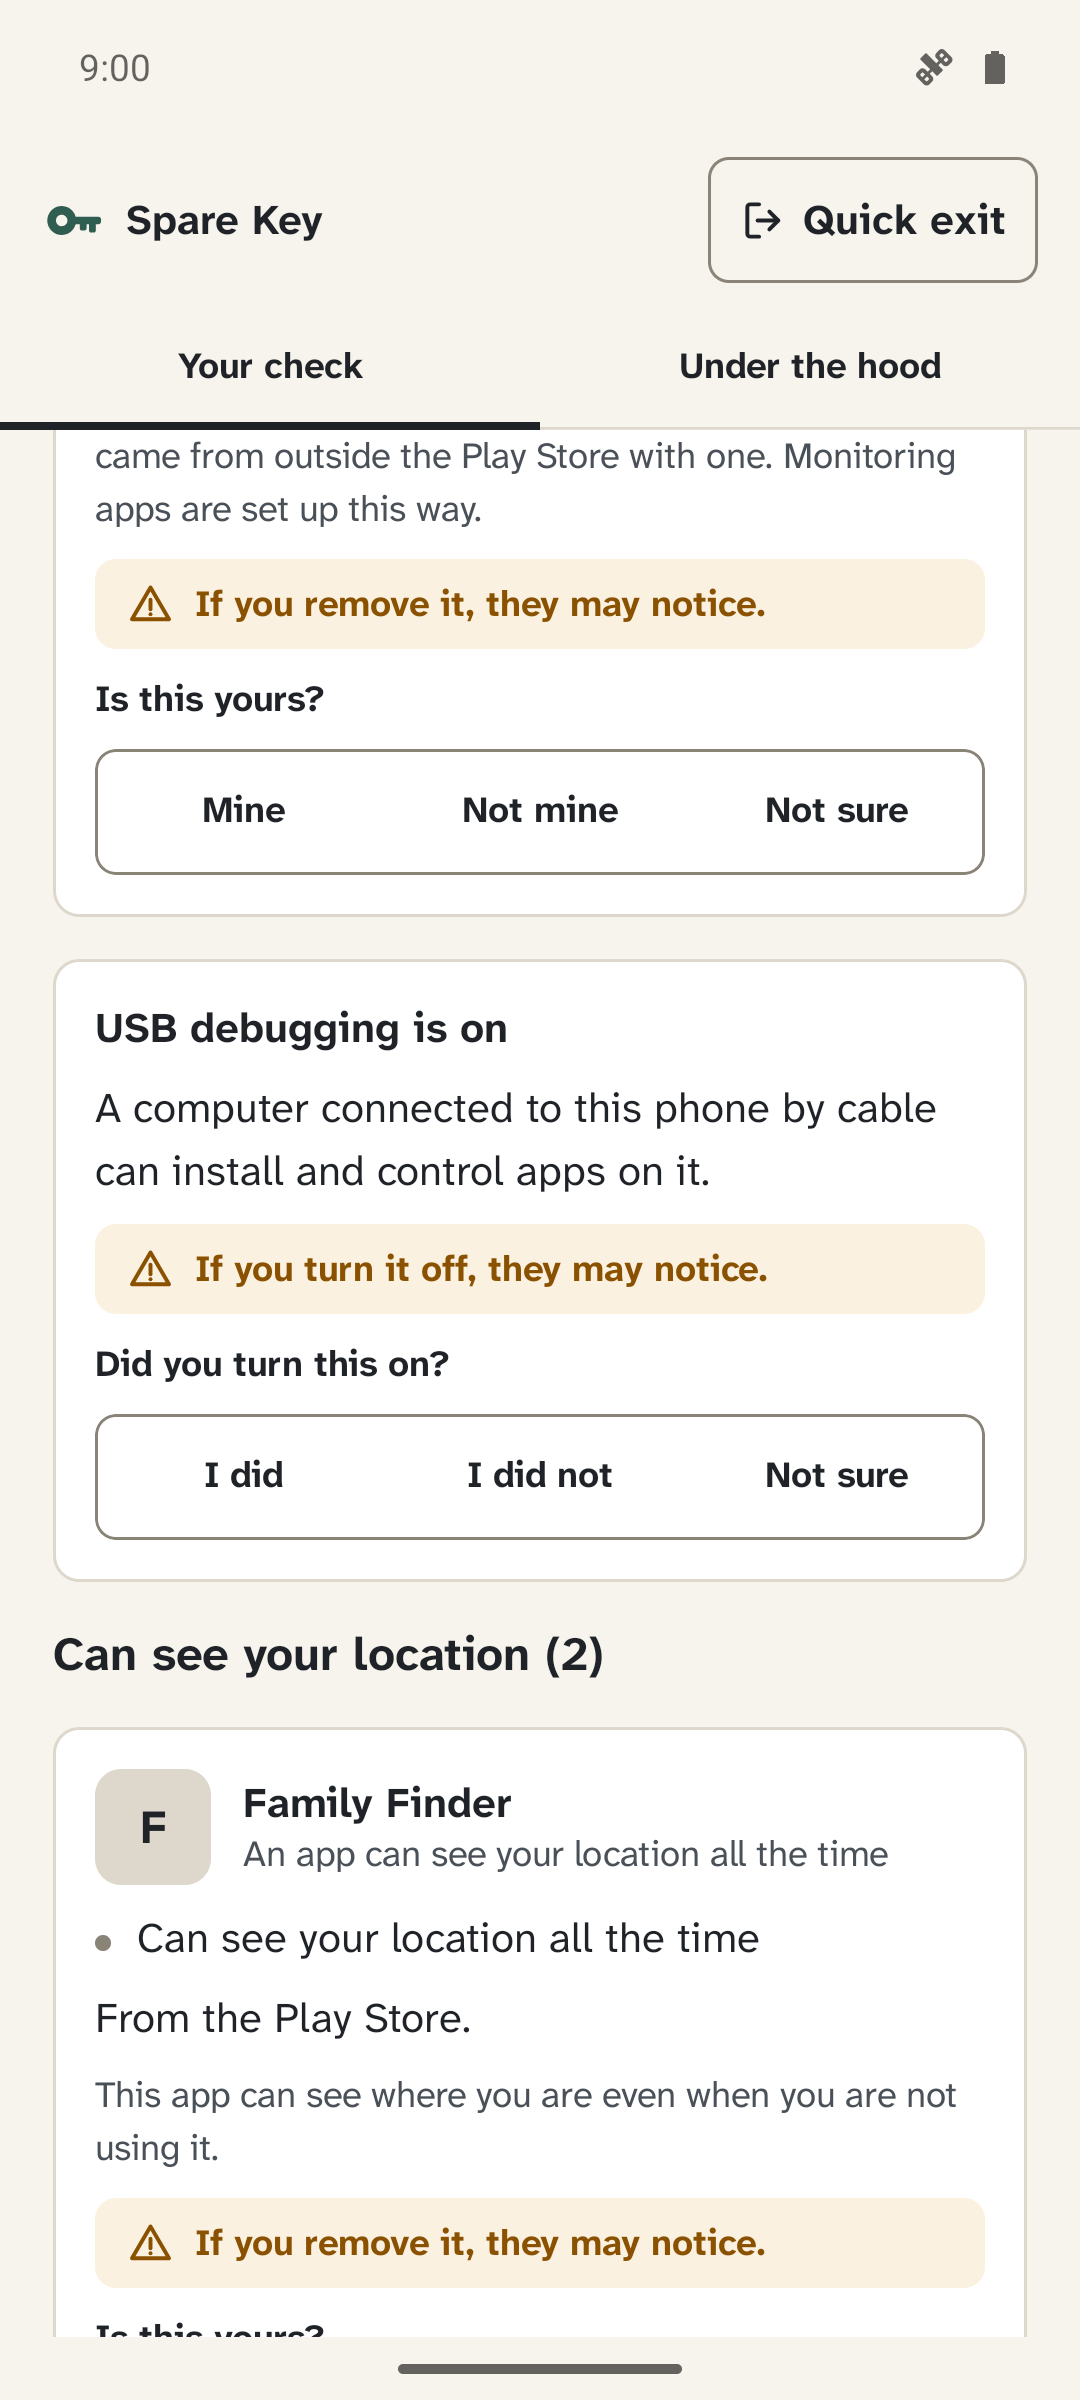 9:00
Spare Key
Quick exit
Your check
Under the hood
came from outside the Play Store with one. Monitoring
apps are set up this way.
If you remove it, they may notice.
Is this yours?
Mine
Not mine
Not sure
USB debugging is on
A computer connected to this phone by cable
can install and control apps on it.
If you turn it off, they may notice.
Did you turn this on?
I did
I did not
Not sure
Can see your location (2)
F
Family Finder
An app can see your location all the time
Can see your location all the time
From the Play Store.
This app can see where you are even when you are not
using it.
If you remove it, they may notice.
Is this yours?